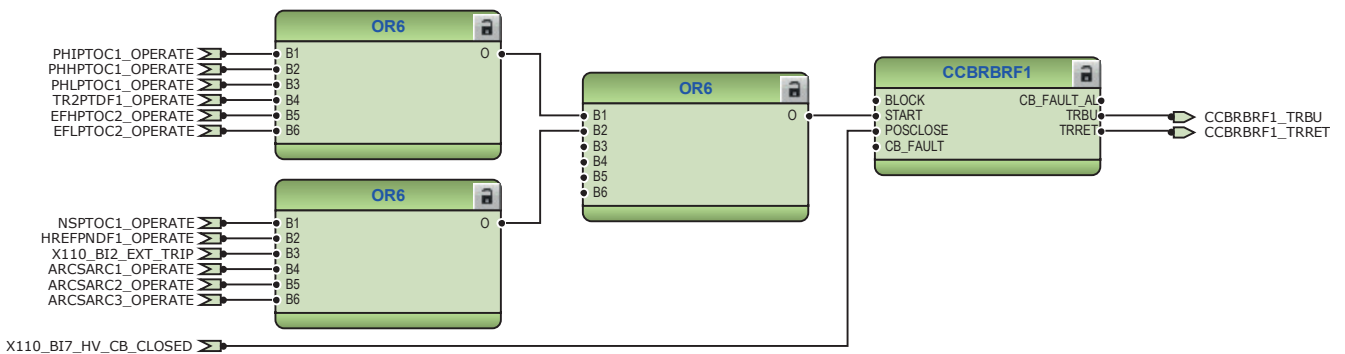 OR6
PHIPTOC1_OPERATE B1 O
PHHPTOC1_OPERATE B2
PHLPTOC1_OPERATE B3
TR2PTDF1_OPERATE B4
EFHPTOC2_OPERATE B5
EFLPTOC2_OPERATE B6
OR6
NSPTOC1_OPERATE B1 O
HREFPNDF1_OPERATE B2
X110_BI2_EXT_TRIP B3
ARCSARC1_OPERATE B4
ARCSARC2_OPERATE B5
ARCSARC3_OPERATE B6
X110_BI7_HV_CB_CLOSED
OR6
B1 O
B2
B3
B4
B5
B6
CCBRBRF1
BLOCK CB_FAULT_AL
START TRBU
POSCLOSE TRRET
CB_FAULT
CCBRBRF1_TRBU
CCBRBRF1_TRRET